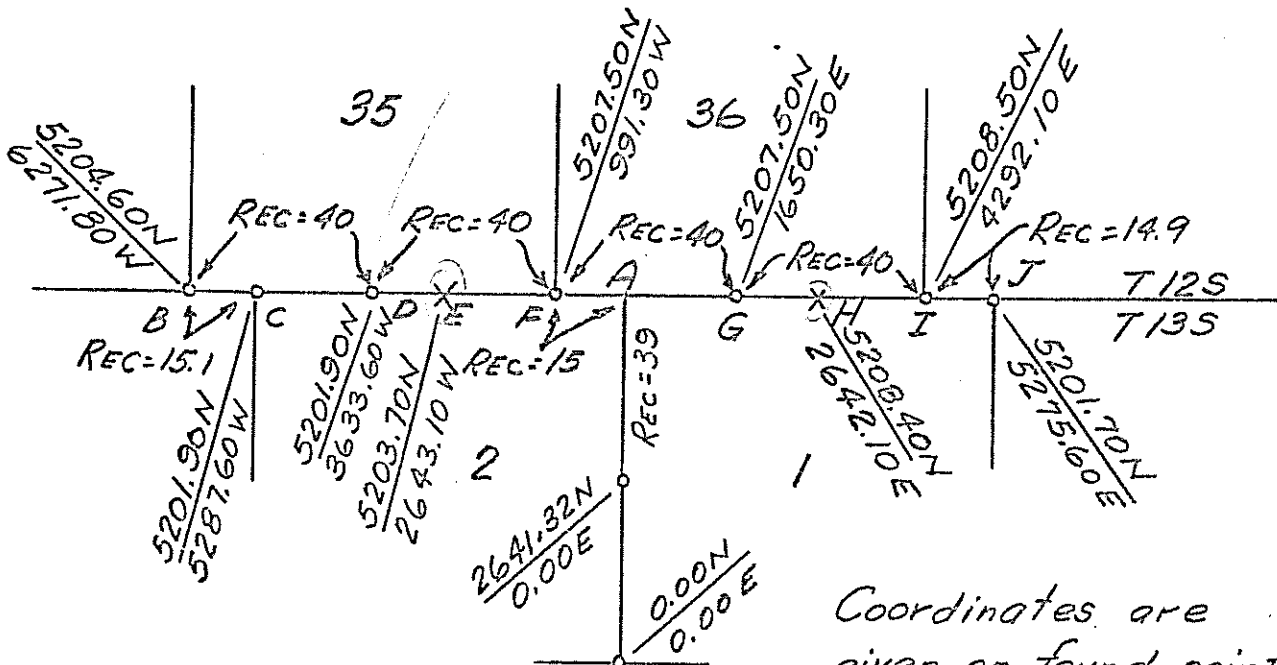 35
36
5204.60N
6271.80W
5207.50N
991.30W
5207.50N
1650.30E
5208.50N
4292.10E
REC=40
REC=40
REC=40
REC=40
REC=14.9
A
J
T12S
B
C
D
E
F
G
H
I
T13S
REC=15.1
REC=15
REC=39
5201.90N
5287.60W
5201.90N
3633.60W
5203.70N
2643.10W
2
1
5208.40N
2642.10E
5201.70N
5275.60E
2641.32N
0.00E
0.00N
0.00E
Coordinates are